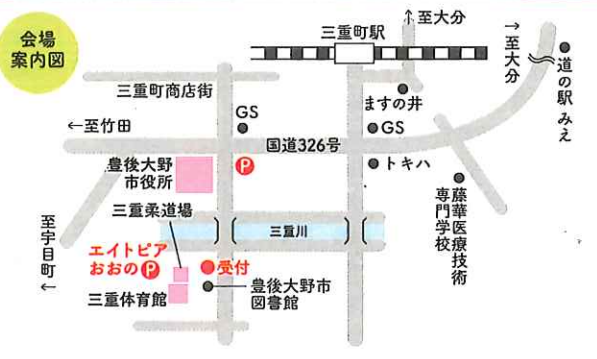 会場
案内図
三重町駅
↑至大分
→至大分
道の駅 みえ
三重町商店街
ますの井
GS
GS
←至竹田
国道326号
トキハ
豊後大野
市役所
P
藤華医療技術
専門学校
三重柔道場
三重川
至宇目町←
エイトピア
おおの P
受付
三重体育館
豊後大野市
図書館